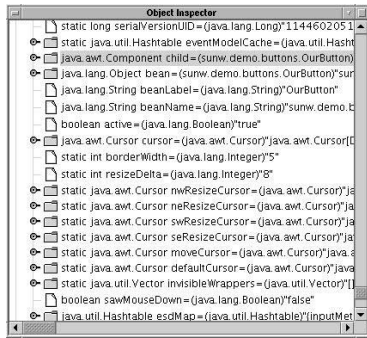 Object Inspector
static long serialVersionUID=(java.lang.Long)"1144602051
static java.util.Hashtable eventModelCache=(java.util.Hasht
java.awt.Component child=(sunw.demo.buttons.OurButton)
java.lang.Object bean=(sunw.demo.buttons.OurButton)"sun
java.lang.String beanLabel=(java.lang.String)"OurButton"
java.lang.String beanName=(java.lang.String)"sunw.demo.b
boolean active=(java.lang.Boolean)"true"
java.awt.Cursor cursor=(java.awt.Cursor)"java.awt.Cursor[D
static int borderWidth=(java.lang.Integer)"5"
static int resizeDelta=(java.lang.Integer)"8"
static java.awt.Cursor nwResizeCursor=(java.awt.Cursor)"ja
static java.awt.Cursor neResizeCursor=(java.awt.Cursor)"ja
static java.awt.Cursor swResizeCursor=(java.awt.Cursor)"ja
static java.awt.Cursor seResizeCursor=(java.awt.Cursor)"ja
static java.awt.Cursor moveCursor=(java.awt.Cursor)"java.a
static java.awt.Cursor defaultCursor=(java.awt.Cursor)"java
static java.util.Vector invisibleWrappers=(java.util.Vector)"[]
boolean sawMouseDown=(java.lang.Boolean)"false"
java.util.Hashtable esdMap=(java.util.Hashtable)"{inputMet